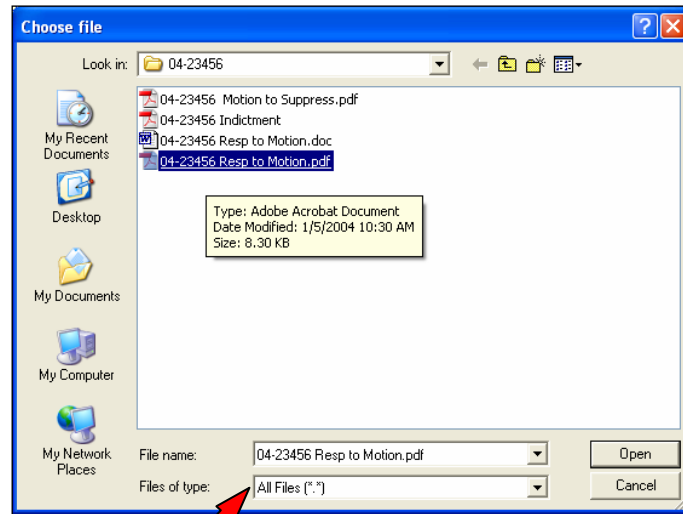 Choose file
Look in:
04-23456
My Recent
Documents
Desktop
My Documents
My Computer
My Network
Places
04-23456  Motion to Suppress.pdf
04-23456 Indictment
04-23456 Resp to Motion.doc
04-23456 Resp to Motion.pdf
Type: Adobe Acrobat Document
Date Modified: 1/5/2004 10:30 AM
Size: 8.30 KB
File name:
04-23456 Resp to Motion.pdf
Open
Files of type:
All Files (*.*)
Cancel